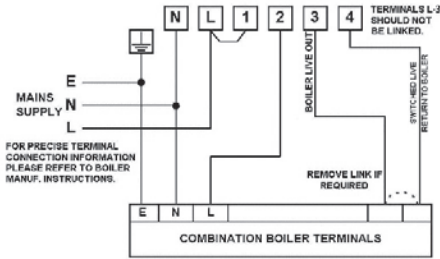 N L 1 2 3 4
TERMINALS L-3
SHOULD NOT
BE LINKED.
BOILER LIVE OUT
SWITCHED LIVE
RETURN TO BOILER
E
MAINS
SUPPLY
N
L
FOR PRECISE TERMINAL
CONNECTION INFORMATION
PLEASE REFER TO BOILER
MANUF. INSTRUCTIONS.
REMOVE LINK IF
REQUIRED
E N L
COMBINATION BOILER TERMINALS